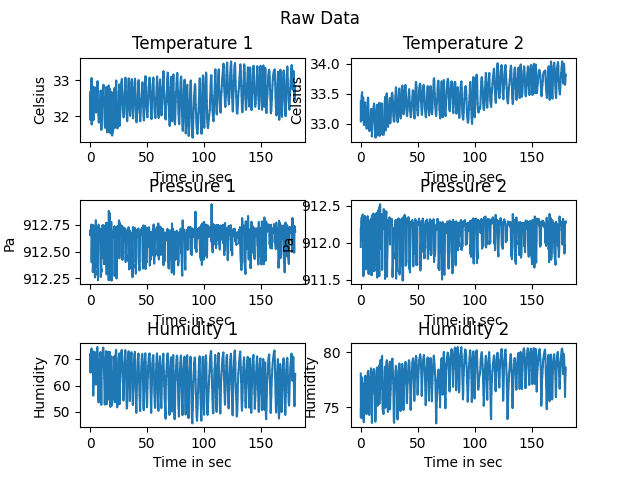 Raw Data
Temperature 1
Temperature 2
Celsius
33
32
0
50
100
150
Time in sec
Celsius
34.0
33.5
33.0
0
50
100
150
Time in sec
Pressure 1
Pressure 2
Pa
912.75
912.50
912.25
0
50
100
150
Time in sec
Pa
912.5
912.0
911.5
0
50
100
150
Time in sec
Humidity 1
Humidity 2
Humidity
70
60
50
0
50
100
150
Time in sec
Humidity
80
75
0
50
100
150
Time in sec